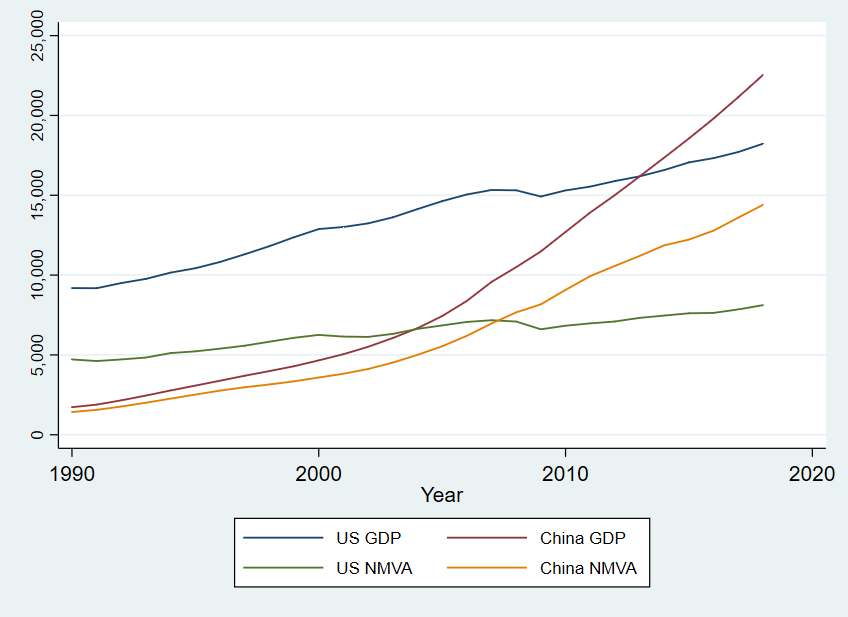 25,000
20,000
15,000
10,000
5,000
0
1990 2000 2010 2020
Year
US GDP China GDP
US NMVA China NMVA